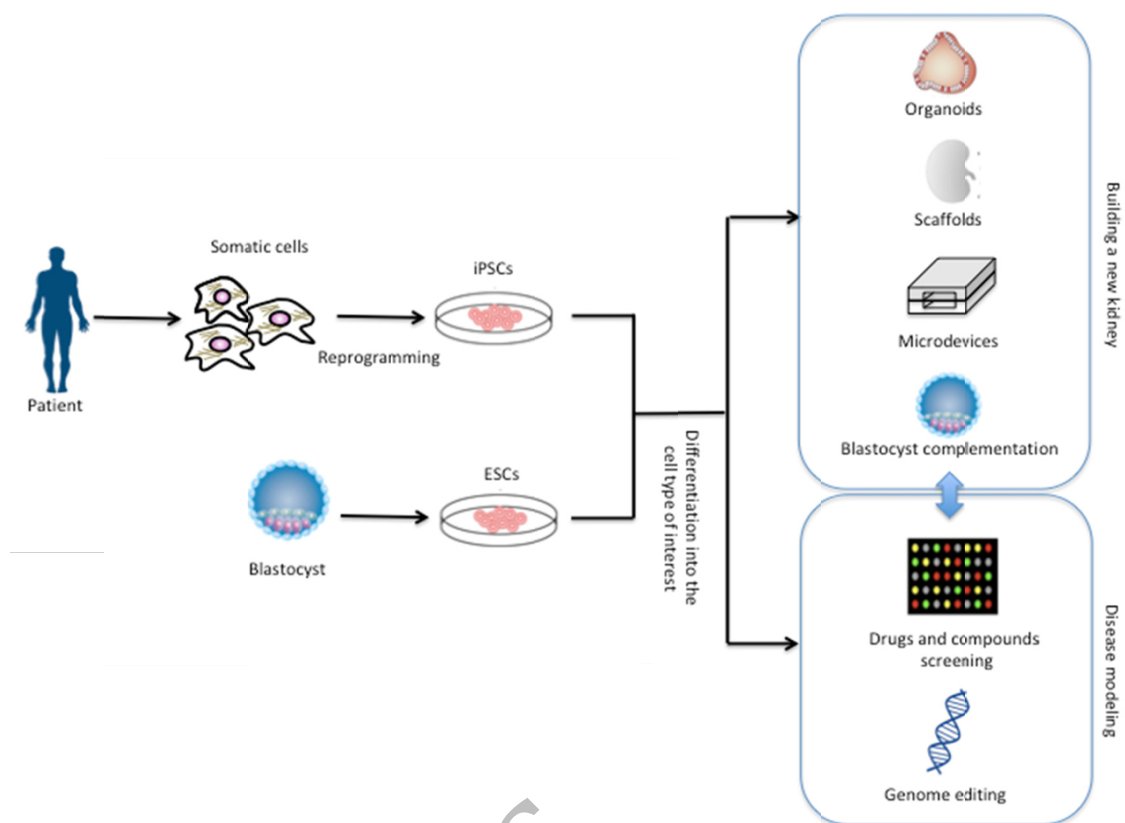 Organoids
Scaffolds
Microdevices
Blastocyst complementation
Building a new kidney
Somatic cells
iPSCs
Reprogramming
Patient
ESCs
Blastocyst
Differentiation into the
cell type of interest
Drugs and compounds
screening
Genome editing
Disease modeling